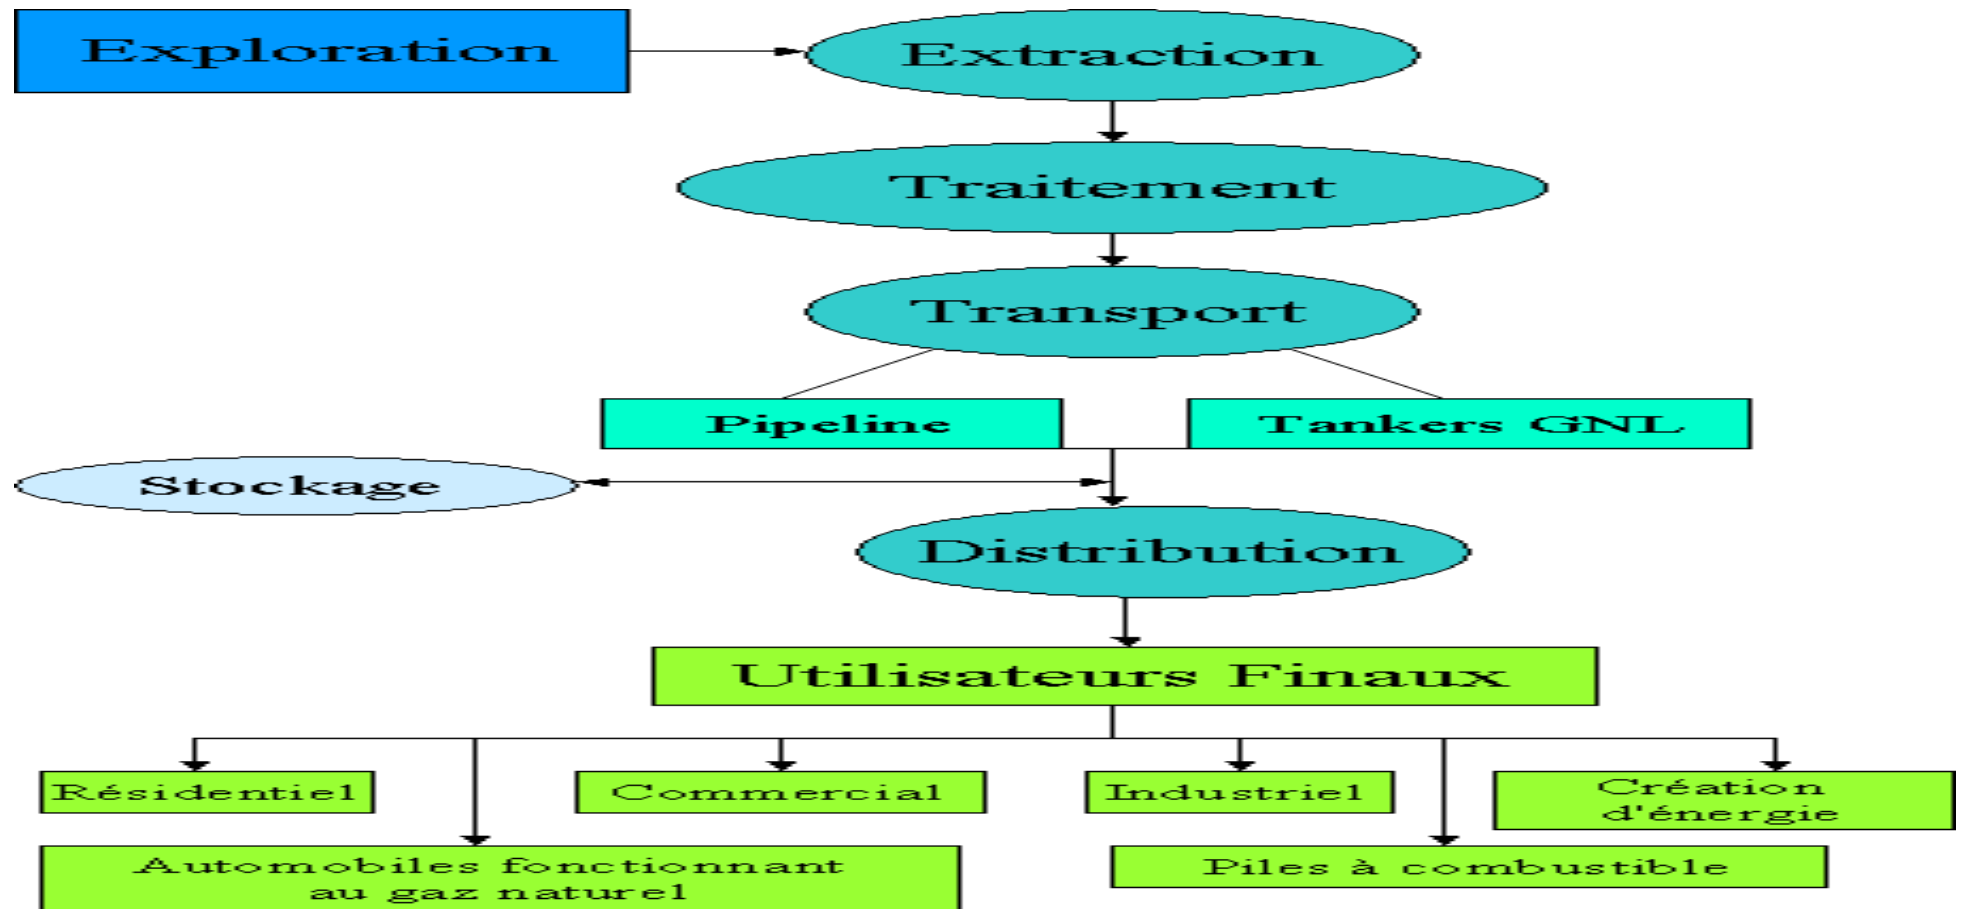 Exploration
Extraction
Traitement
Transport
Pipeline
Tankers GNL
Stockage
Distribution
Utilisateurs Finaux
Résidentiel
Commercial
Industriel
Création
d'énergie
Automobiles fonctionnant
au gaz naturel
Piles à combustible